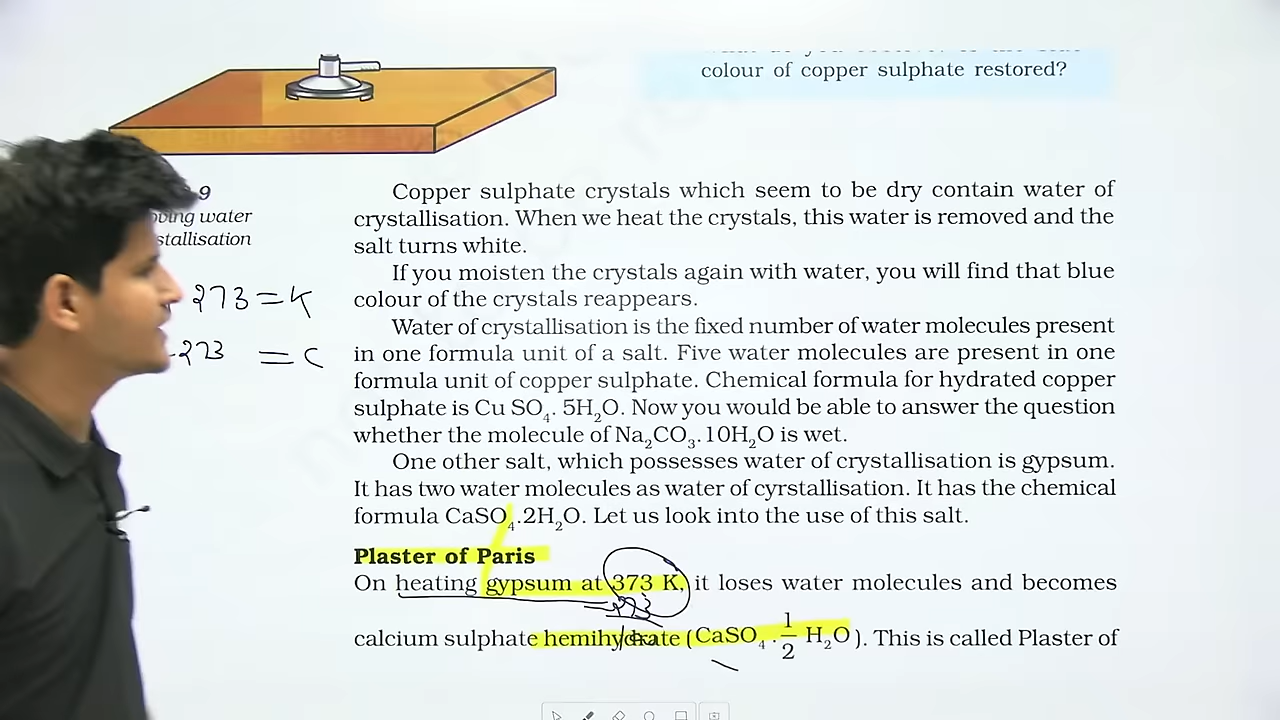 colour of copper sulphate restored?
9
oving water
stallisation
273 = K
-273 = C
Copper sulphate crystals which seem to be dry contain water of
crystallisation. When we heat the crystals, this water is removed and the
salt turns white.
If you moisten the crystals again with water, you will find that blue
colour of the crystals reappears.
Water of crystallisation is the fixed number of water molecules present
in one formula unit of a salt. Five water molecules are present in one
formula unit of copper sulphate. Chemical formula for hydrated copper
sulphate is Cu SO₄. 5H₂O. Now you would be able to answer the question
whether the molecule of Na₂CO₃.10H₂O is wet.
One other salt, which possesses water of crystallisation is gypsum.
It has two water molecules as water of cyrstallisation. It has the chemical
formula CaSO₄.2H₂O. Let us look into the use of this salt.
Plaster of Paris
On heating gypsum at 373 K, it loses water molecules and becomes
-273
calcium sulphate hemihydrate (CaSO₄.1/2 H₂O). This is called Plaster of